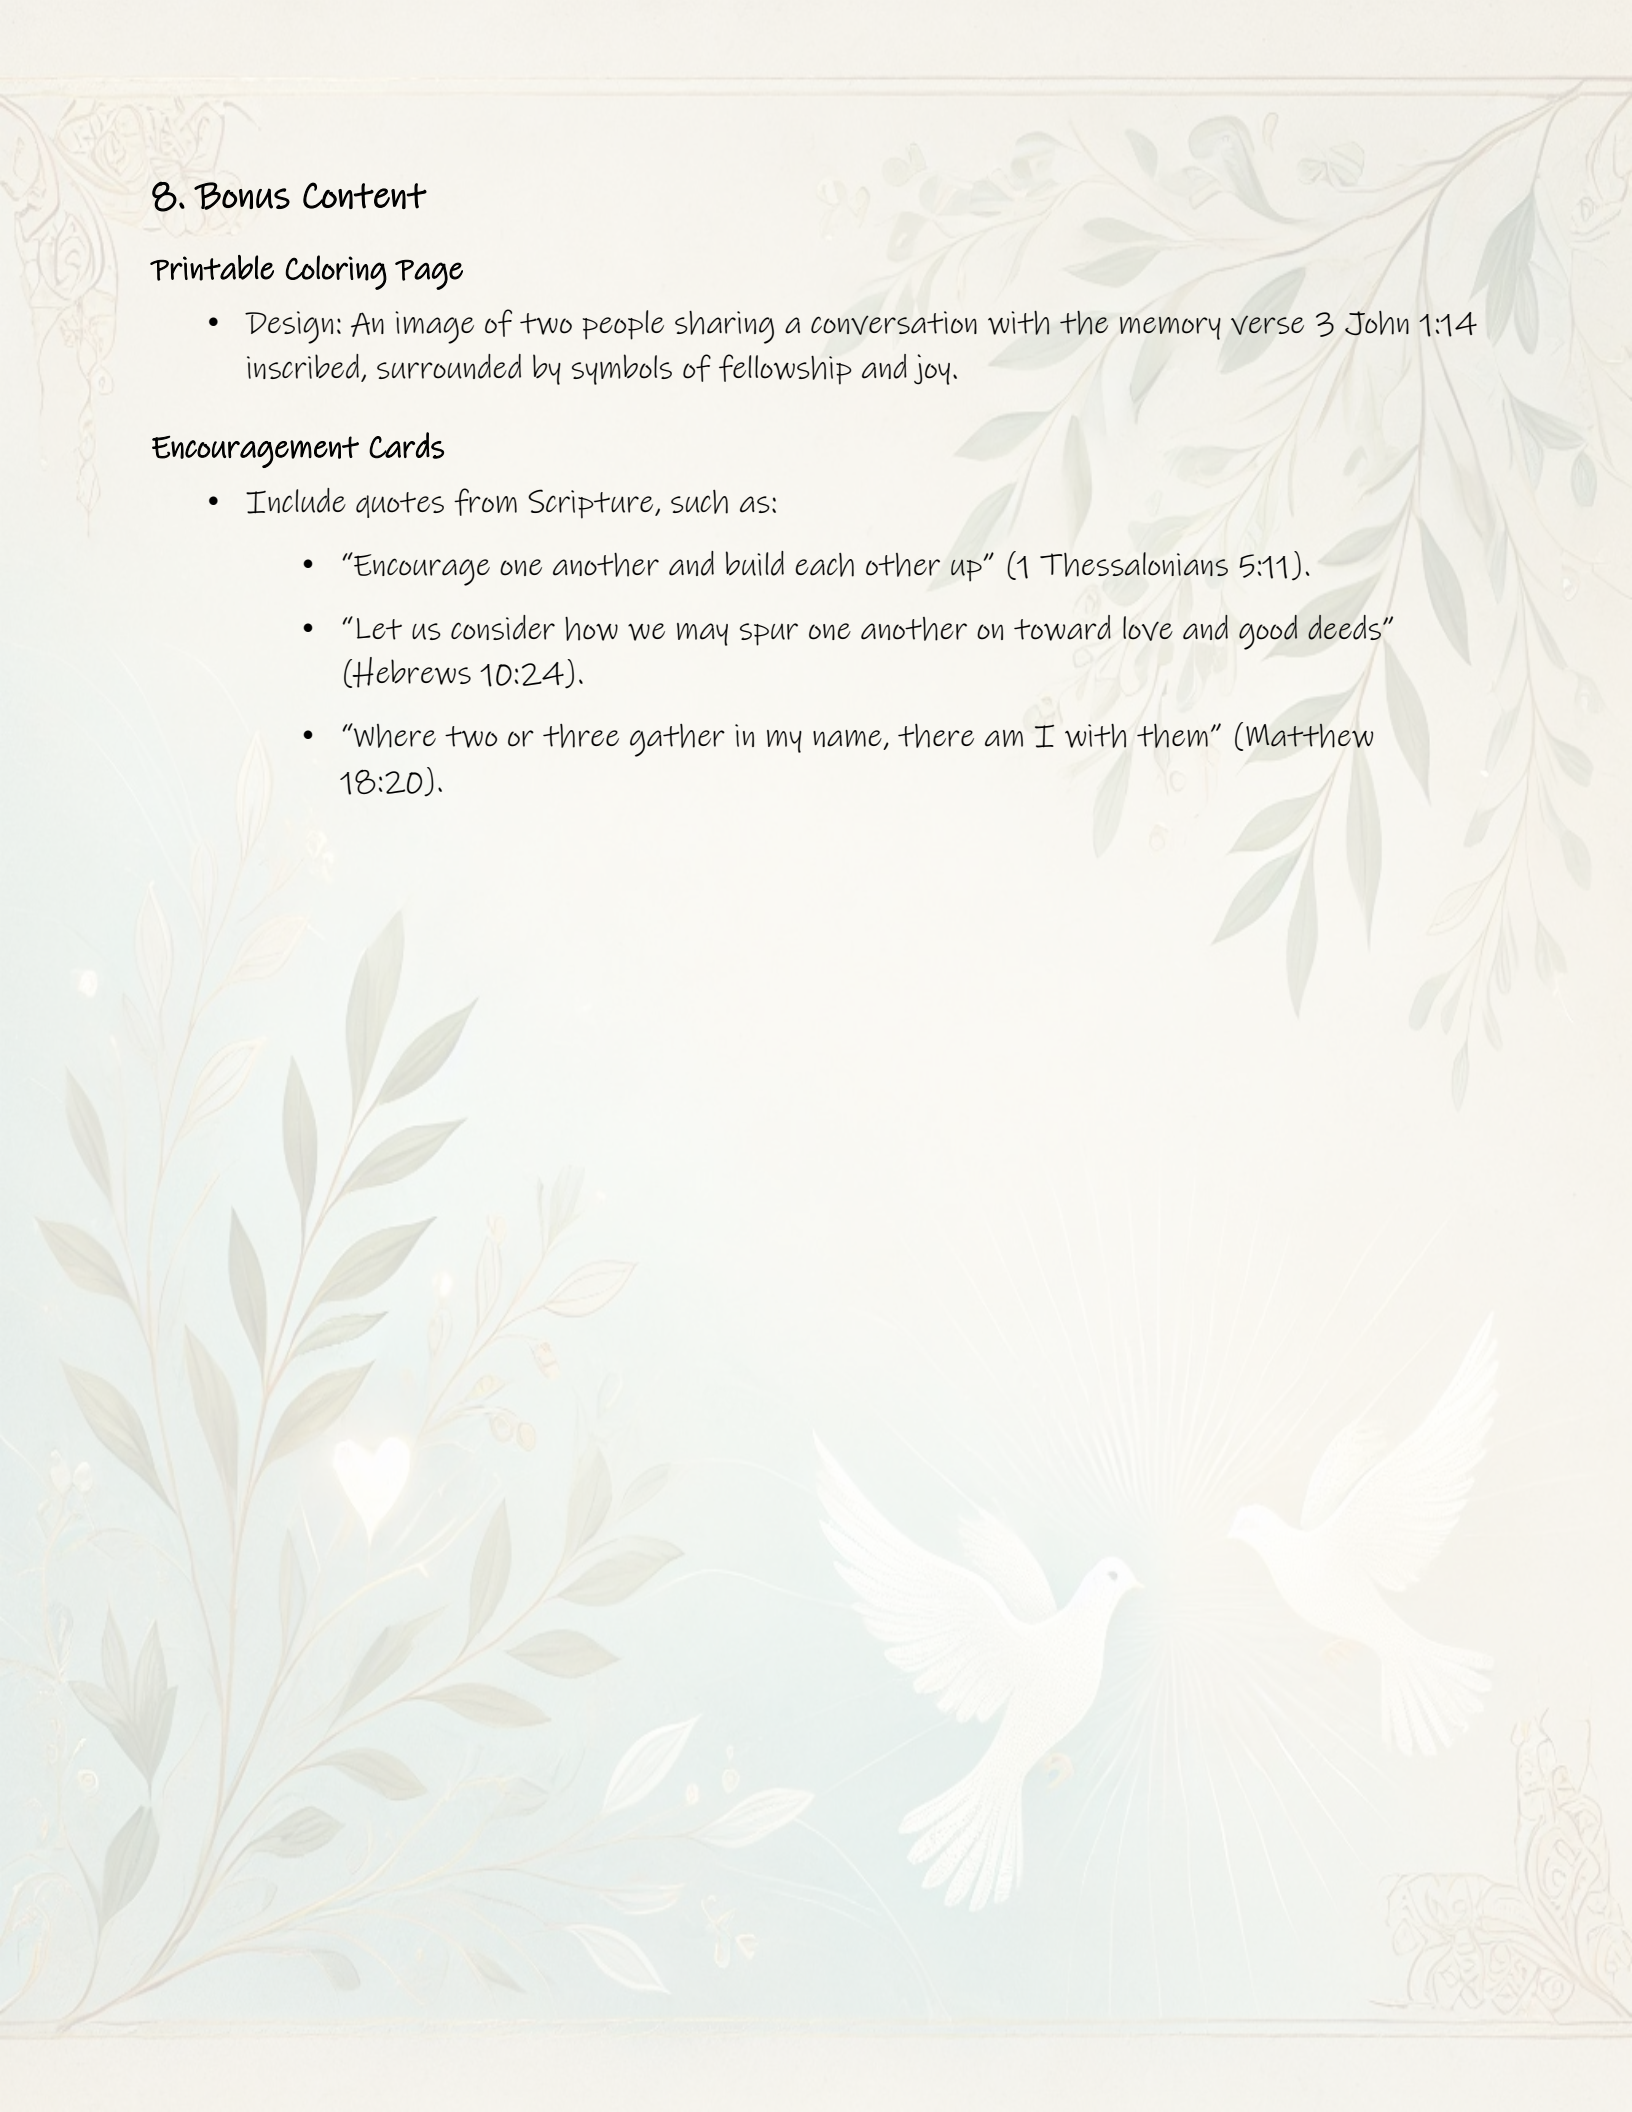 8. Bonus Content
Printable Coloring Page
• Design: An image of two people sharing a conversation with the memory verse 3 John 1:14
inscribed, surrounded by symbols of fellowship and joy.
Encouragement Cards
• Include quotes from Scripture, such as:
• “Encourage one another and build each other up” (1 Thessalonians 5:11).
• “Let us consider how we may spur one another on toward love and good deeds”
(Hebrews 10:24).
• “Where two or three gather in my name, there am I with them” (Matthew
18:20).